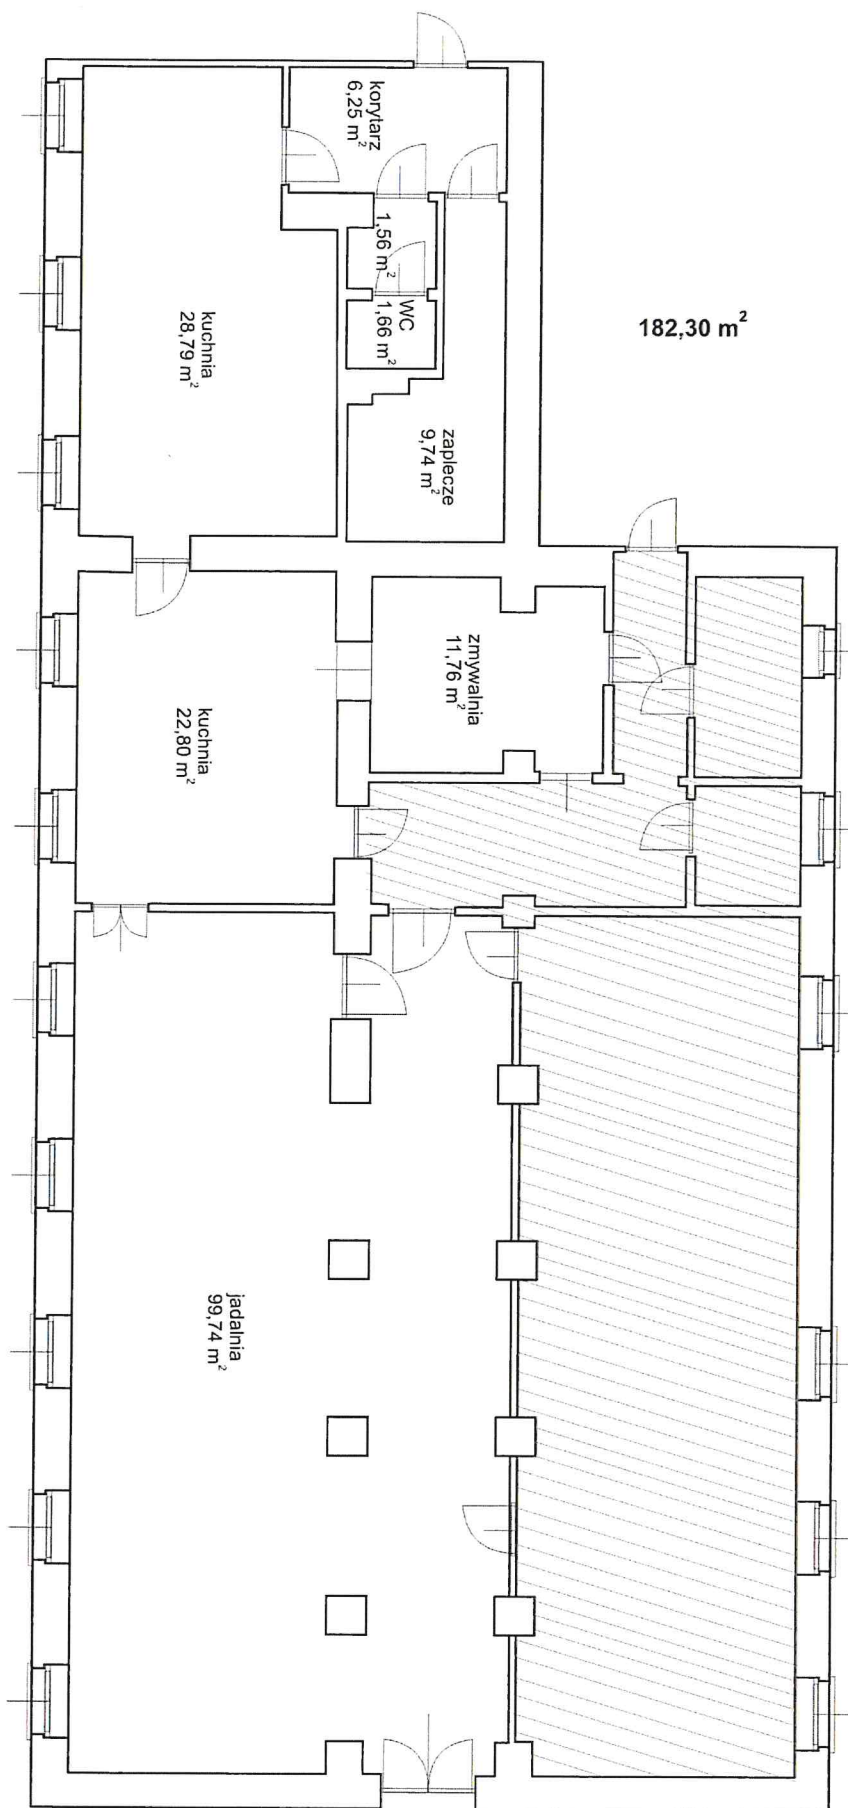 korytarz
6,25 m²
1,56 m²
WC
1,66 m²
kuchnia
28,79 m²
182,30 m²
zaplecze
9,74 m²
zmywalnia
11,76 m²
kuchnia
22,80 m²
jadalnia
99,74 m²